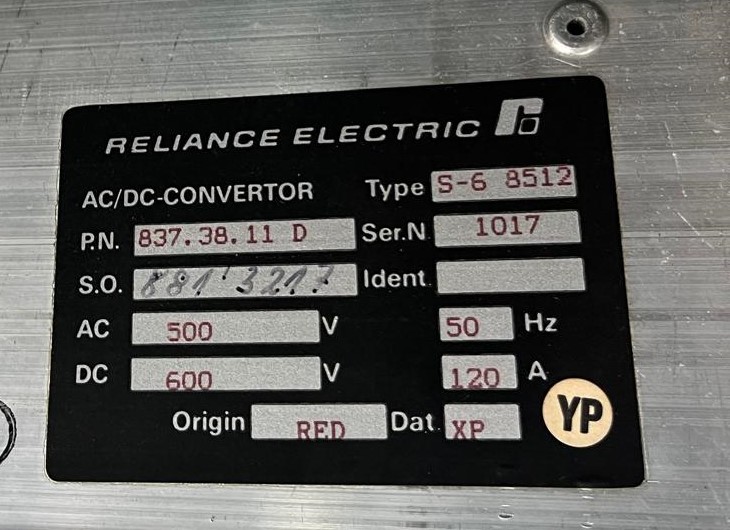 RELIANCE ELECTRIC
AC/DC-CONVERTOR Type S-6 8512
P.N. 837.38.11 D Ser.N 1017
S.O. 881'3217 Ident.
AC 500 V 50 Hz
DC 600 V 120 A
Origin RED Dat. XP
YP